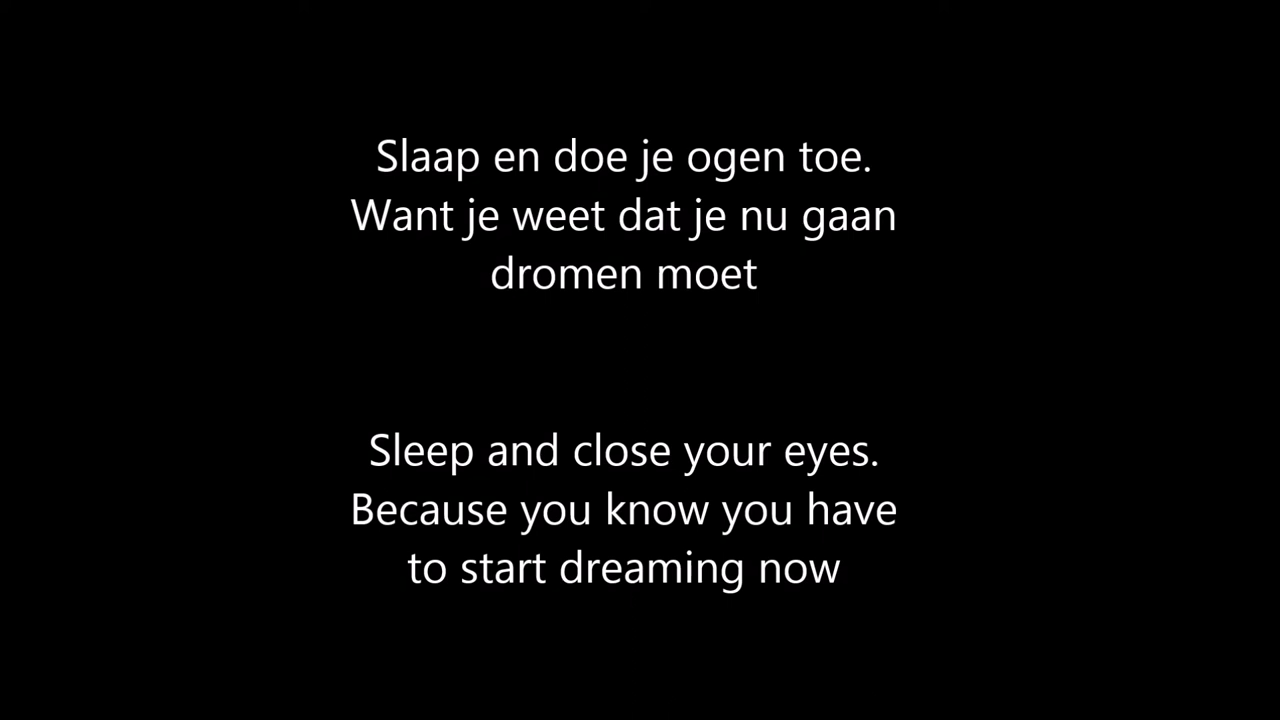 Slaap en doe je ogen toe.
Want je weet dat je nu gaan
dromen moet
Sleep and close your eyes.
Because you know you have
to start dreaming now